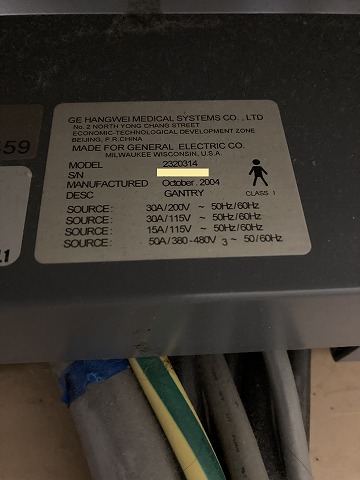 GE HANGWEI MEDICAL SYSTEMS CO., LTD
No. 2 NORTH YONG CHANG STREET
ECONOMIC-TECHNOLOGICAL DEVELOPMENT ZONE
BEIJING, P.R.CHINA
MADE FOR GENERAL ELECTRIC CO.
MILWAUKEE WISCONSIN, U.S.A.
MODEL 2320314
S/N
MANUFACTURED October. 2004
DESC GANTRY
CLASS I
SOURCE: 30A/200V ~ 50Hz/60Hz
SOURCE: 30A/115V ~ 50Hz/60Hz
SOURCE: 15A/115V ~ 50Hz/60Hz
SOURCE: 50A/380-480V 3~ 50/60Hz
59
.1